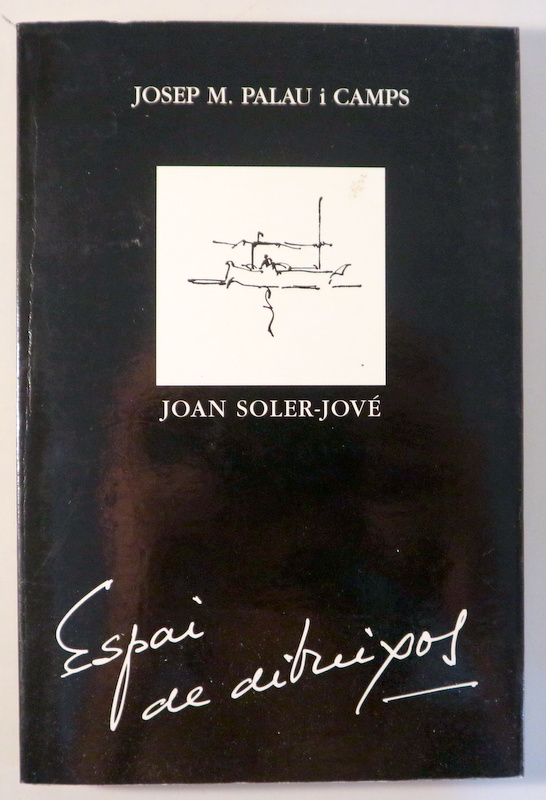 JOSEP M. PALAU i CAMPS
JOAN SOLER-JOVÉ
Espai
de dibuixos